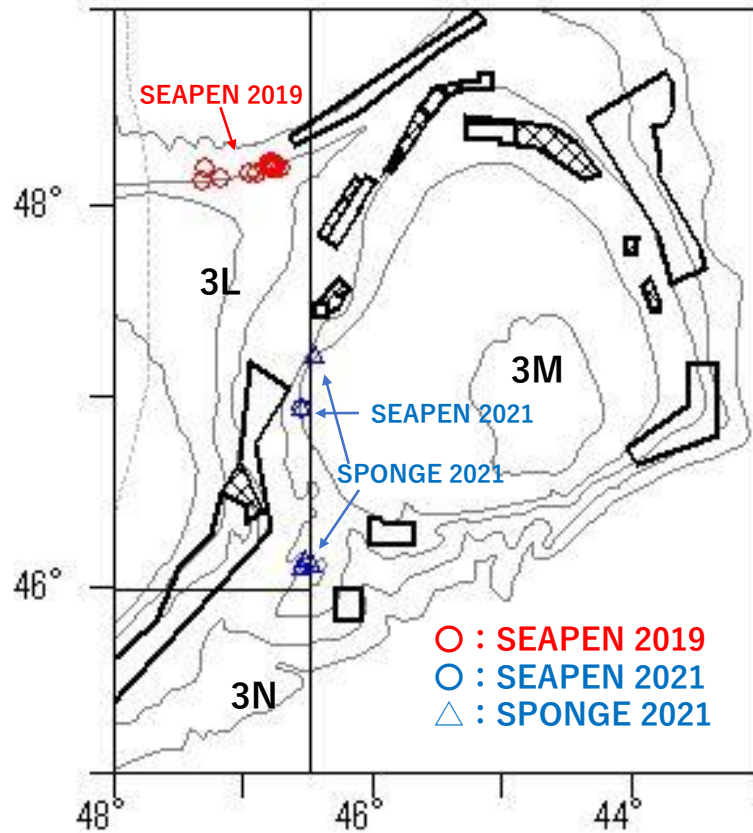 SEAPEN 2019
48°
3L
3M
SEAPEN 2021
SPONGE 2021
46°
○ : SEAPEN 2019
○ : SEAPEN 2021
△ : SPONGE 2021
3N
48° 46° 44°